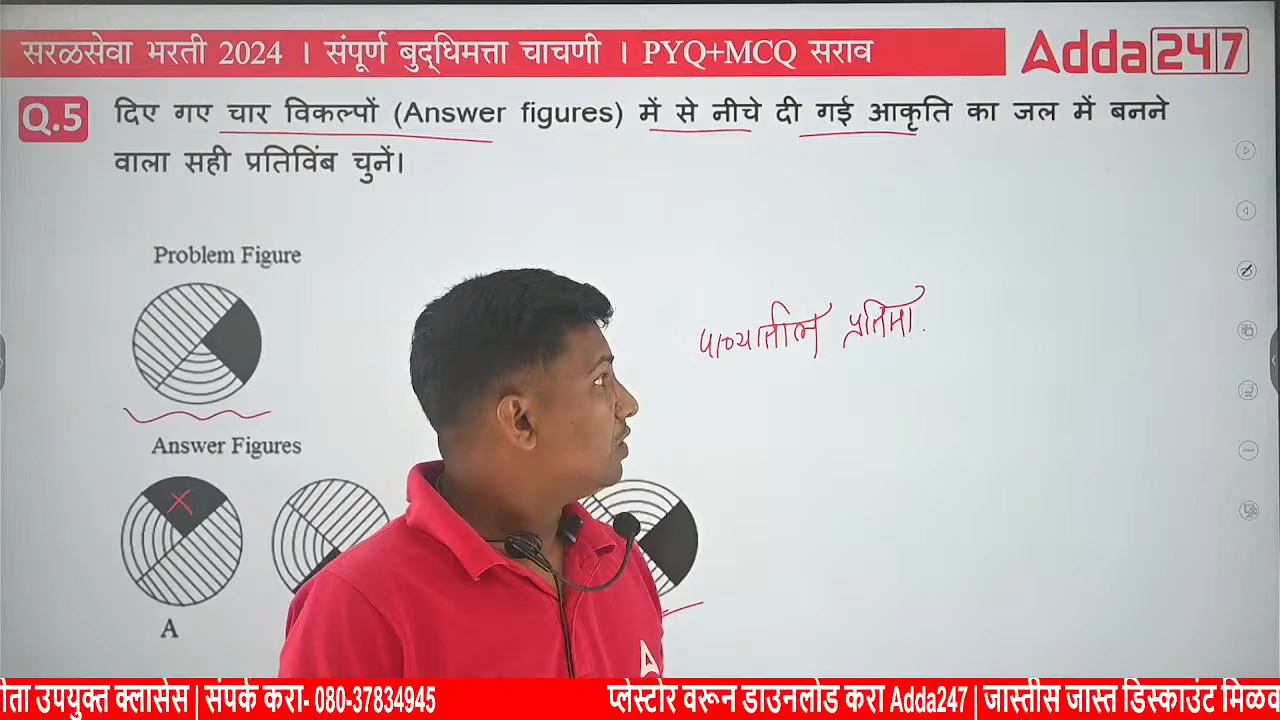 सरळसेवा भरती 2024 । संपूर्ण बुद्धिमत्ता चाचणी । PYQ+MCQ सराव
Adda247
Q.5 दिए गए चार विकल्पों (Answer figures) में से नीचे दी गई आकृति का जल में बनने
वाला सही प्रतिविंब चुनें।
Problem Figure
पाण्यातील प्रतिमा.
Answer Figures
A
ीता उपयुक्त क्लासेस | संपर्क करा- 080-37834945
प्लेस्टोर वरून डाउनलोड करा Adda247 | जास्तीस जास्त डिस्काउंट मिळव